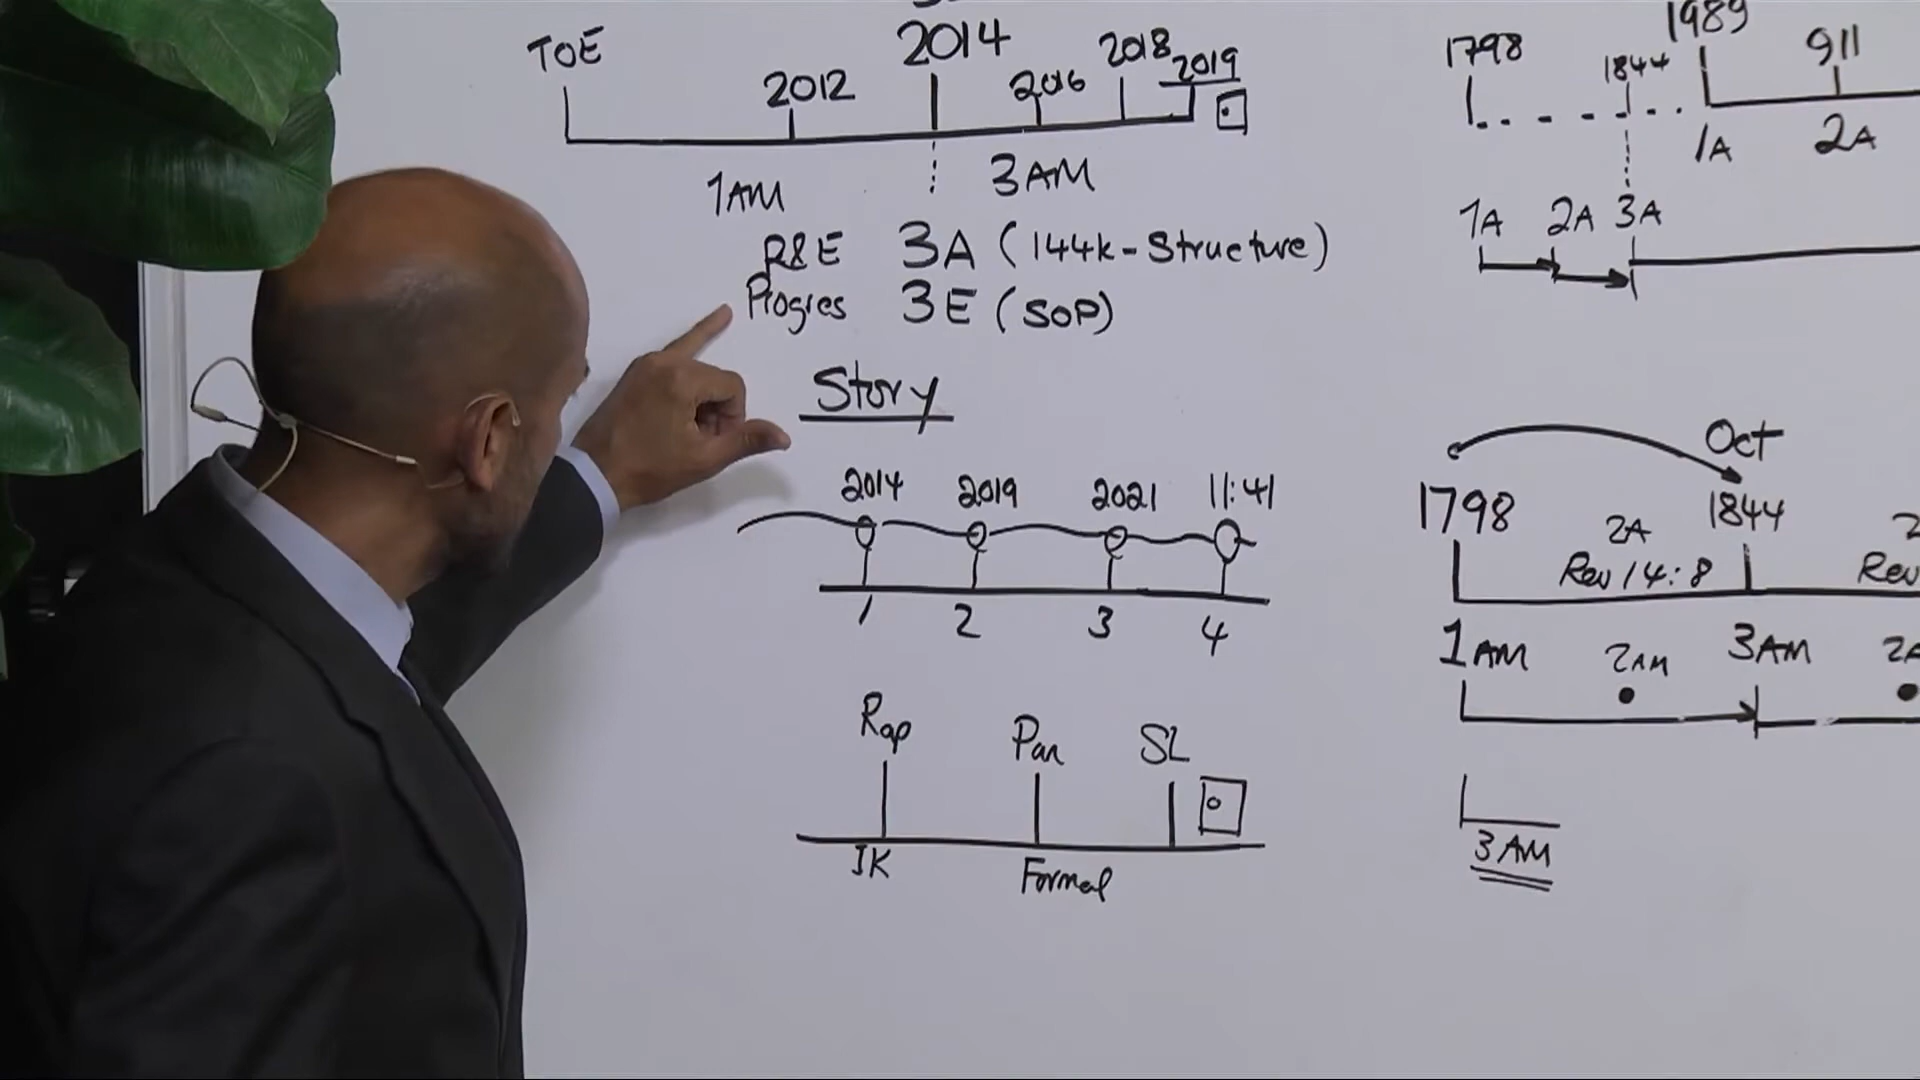 TOE 2012 2014 2016 2018 2019
1AM 3AM
R&E 3A (144k-Structure)
Progres 3E (SOP)
Story
2014 2019 2021 11:41
1 2 3 4
Rap Pan SL
IK Formal
1798 1844 1989 911
1A 2A
1A 2A 3A
Oct
1798 1844
2A
Rev 14:8 Rev
1AM 2AM 3AM
3AM